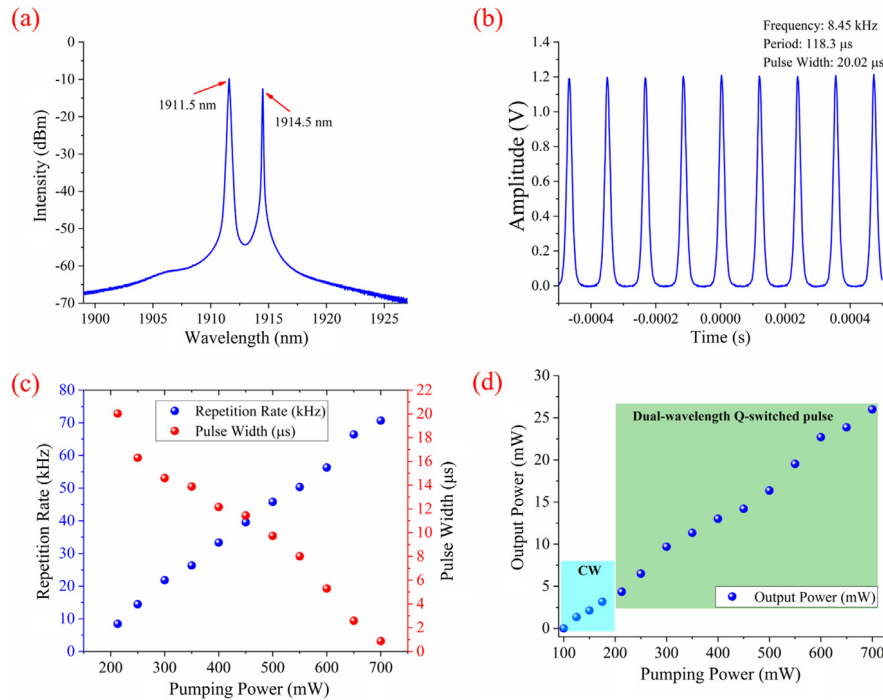 (a)
0
-10
-20
-30
-40
-50
-60
-70
Intensity (dBm)
1911.5 nm
1914.5 nm
1900
1905
1910
1915
1920
1925
Wavelength (nm)
(b)
Frequency: 8.45 kHz
Period: 118.3 μs
Pulse Width: 20.02 μs
1.4
1.2
1.0
0.8
0.6
0.4
0.2
0.0
Amplitude (V)
-0.0004
-0.0002
0.0000
0.0002
0.0004
Time (s)
(c)
80
70
60
50
40
30
20
10
0
Repetition Rate (kHz)
Repetition Rate (kHz)
Pulse Width (μs)
22
20
18
16
14
12
10
8
6
4
2
0
Pulse Width (μs)
200
300
400
500
600
700
Pumping Power (mW)
(d)
30
25
20
15
10
5
0
Output Power (mW)
Dual-wavelength Q-switched pulse
CW
Output Power (mW)
100
200
300
400
500
600
700
Pumping Power (mW)